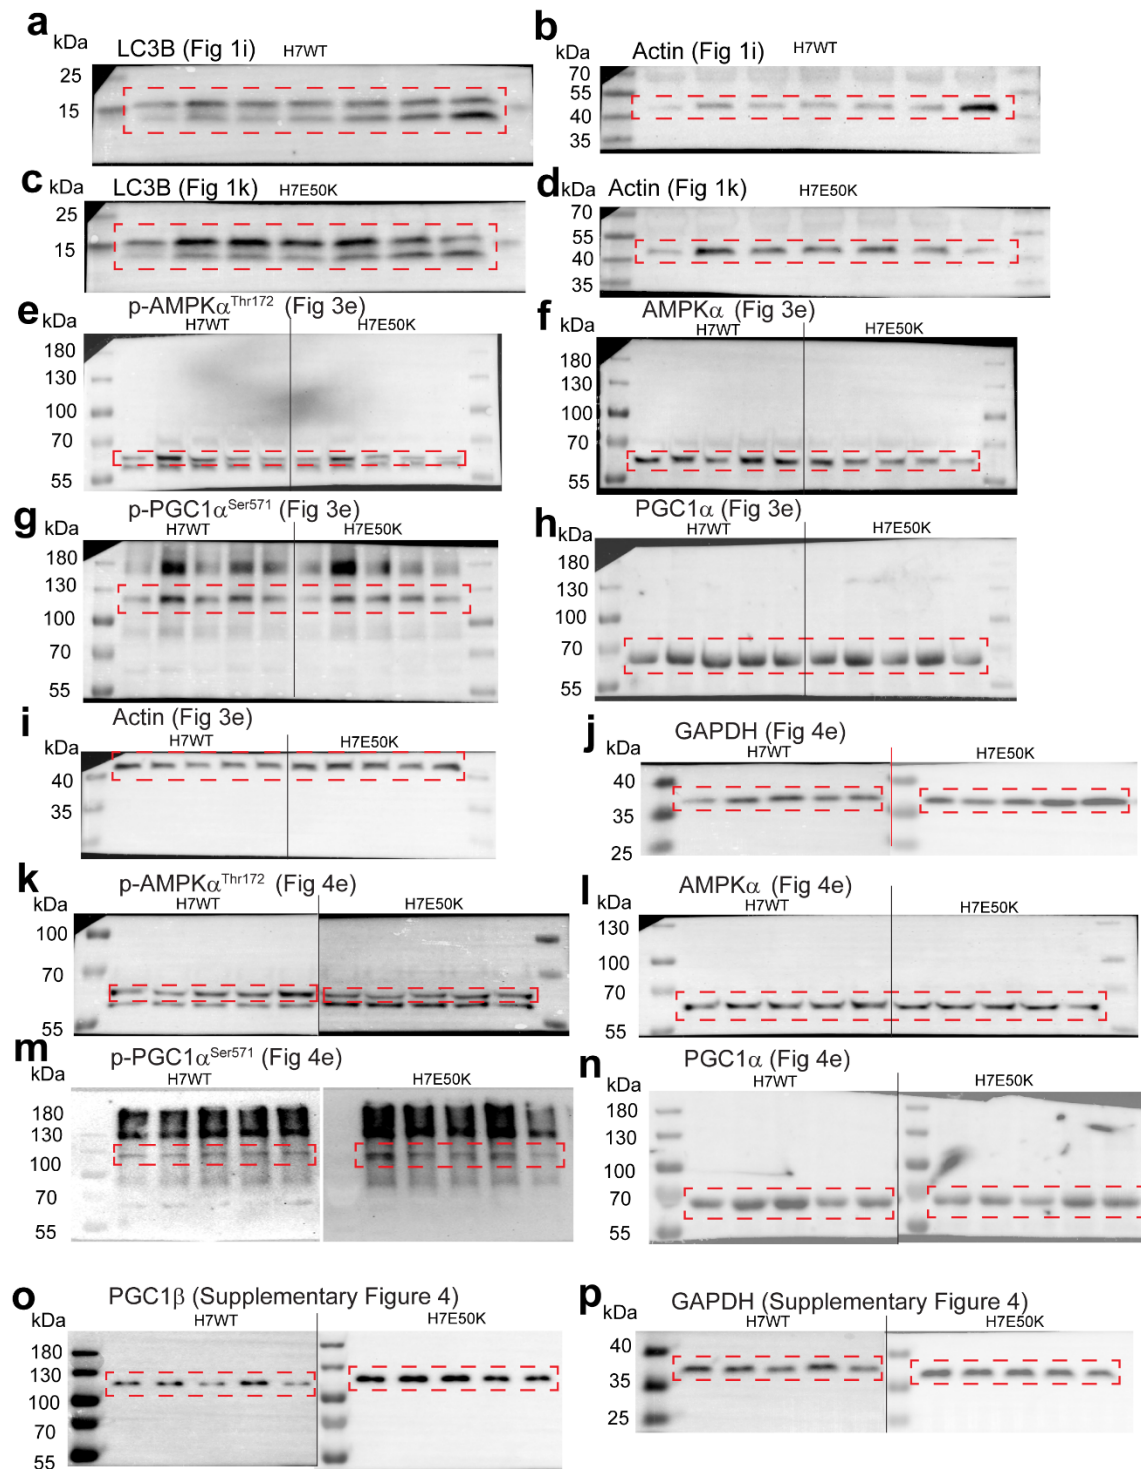 a
kDa
LC3B (Fig 1i) H7WT
25
15
b
kDa
Actin (Fig 1i) H7WT
70
55
40
35
c
kDa
LC3B (Fig 1k) H7E50K
25
15
d
kDa
Actin (Fig 1k) H7E50K
70
55
40
35
e
p-AMPKα^Thr172 (Fig 3e)
kDa
H7WT H7E50K
180
130
100
70
55
f
AMPKα (Fig 3e)
kDa
H7WT H7E50K
180
130
100
70
55
g
p-PGC1α^Ser571 (Fig 3e)
kDa
H7WT H7E50K
180
130
100
70
55
h
PGC1α (Fig 3e)
kDa
H7WT H7E50K
180
130
100
70
55
i
Actin (Fig 3e)
kDa
H7WT H7E50K
40
35
j
GAPDH (Fig 4e)
kDa
H7WT H7E50K
40
35
25
k
p-AMPKα^Thr172 (Fig 4e)
kDa
H7WT H7E50K
100
70
55
l
AMPKα (Fig 4e)
kDa
H7WT H7E50K
130
100
70
55
m
p-PGC1α^Ser571 (Fig 4e)
kDa
H7WT H7E50K
180
130
100
70
55
n
PGC1α (Fig 4e)
kDa
H7WT H7E50K
180
130
100
70
55
o
PGC1β (Supplementary Figure 4)
kDa
H7WT H7E50K
180
130
100
70
55
p
GAPDH (Supplementary Figure 4)
kDa
H7WT H7E50K
40
35
25